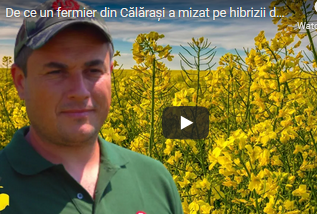 De ce un fermier din Călărași a mizat pe hibrizii d...